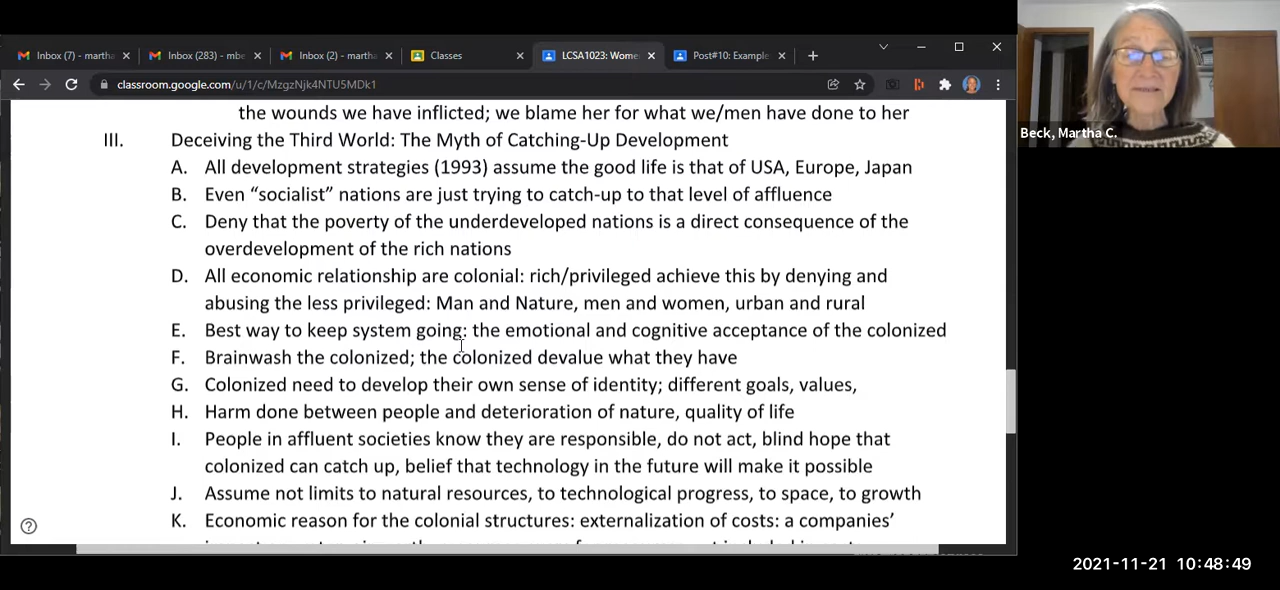 Inbox (7) - martha
Inbox (283) - mbe
Inbox (2) - martha
Classes
LCSA1023: Wome
Post#10: Example
classroom.google.com/u/1/c/MzgzNjk4NTU5MDk1
Beck, Martha C.
the wounds we have inflicted; we blame her for what we/men have done to her
III. Deceiving the Third World: The Myth of Catching-Up Development
A. All development strategies (1993) assume the good life is that of USA, Europe, Japan
B. Even “socialist” nations are just trying to catch-up to that level of affluence
C. Deny that the poverty of the underdeveloped nations is a direct consequence of the
overdevelopment of the rich nations
D. All economic relationship are colonial: rich/privileged achieve this by denying and
abusing the less privileged: Man and Nature, men and women, urban and rural
E. Best way to keep system going: the emotional and cognitive acceptance of the colonized
F. Brainwash the colonized; the colonized devalue what they have
G. Colonized need to develop their own sense of identity; different goals, values,
H. Harm done between people and deterioration of nature, quality of life
I. People in affluent societies know they are responsible, do not act, blind hope that
colonized can catch up, belief that technology in the future will make it possible
J. Assume not limits to natural resources, to technological progress, to space, to growth
K. Economic reason for the colonial structures: externalization of costs: a companies’
2021-11-21 10:48:49